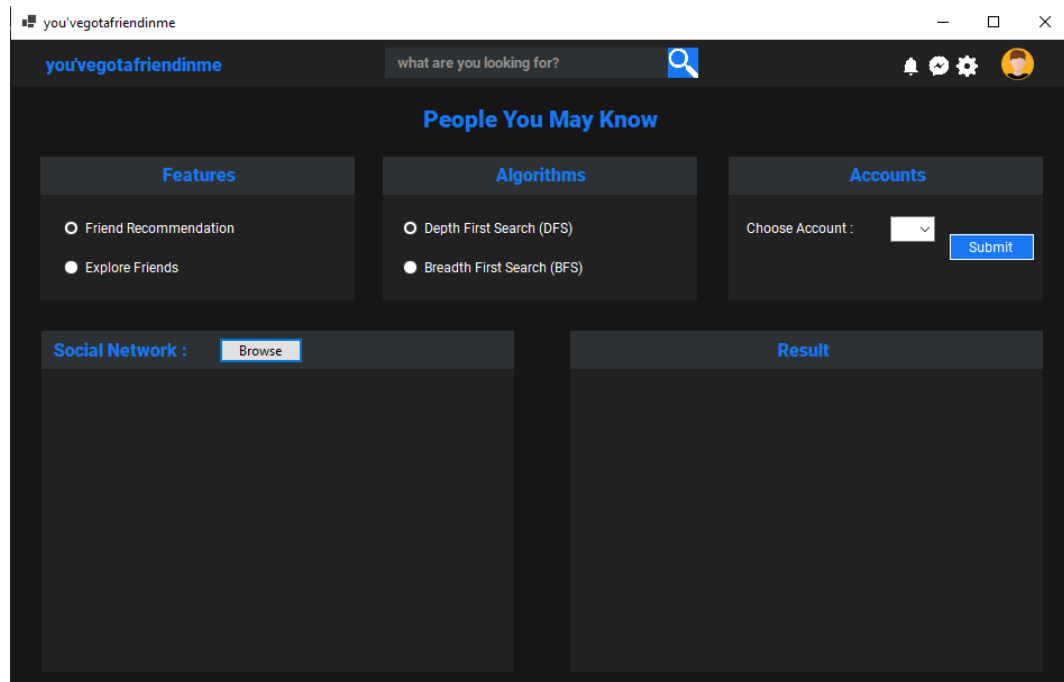 you'vegotafriendinme
you'vegotafriendinme
what are you looking for?
People You May Know
Features
Friend Recommendation
Explore Friends
Algorithms
Depth First Search (DFS)
Breadth First Search (BFS)
Accounts
Choose Account :
Submit
Social Network :
Browse
Result